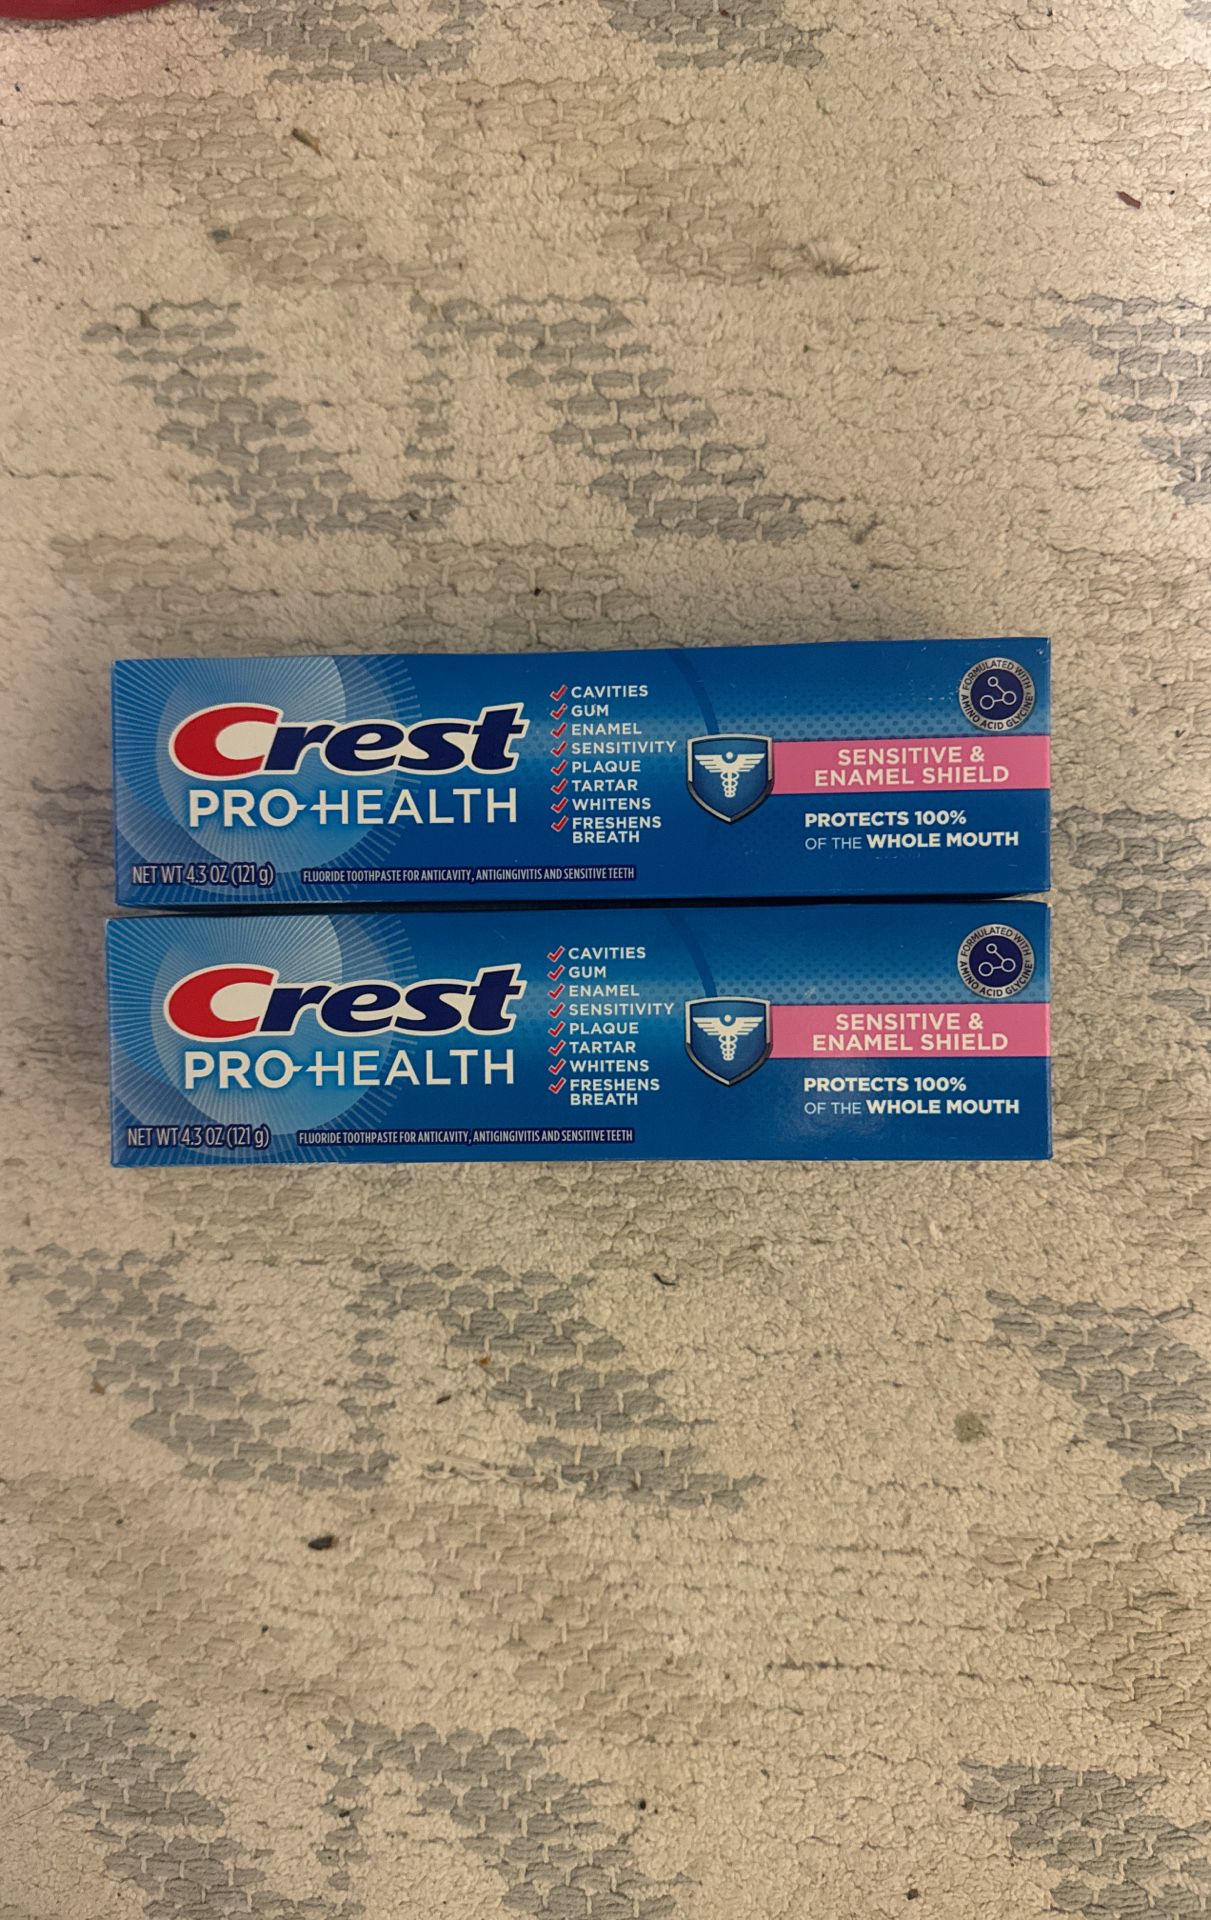 Crest
PRO-HEALTH
CAVITIES
GUM
ENAMEL
SENSITIVITY
PLAQUE
TARTAR
WHITENS
FRESHENS
BREATH
FORMULATED WITH
AMINO ACID GLYCINE
SENSITIVE &
ENAMEL SHIELD
PROTECTS 100%
OF THE WHOLE MOUTH
NET WT 4.3 OZ (121 g)
FLUORIDE TOOTHPASTE FOR ANTICAVITY, ANTIGINGIVITIS AND SENSITIVE TEETH
Crest
PRO-HEALTH
CAVITIES
GUM
ENAMEL
SENSITIVITY
PLAQUE
TARTAR
WHITENS
FRESHENS
BREATH
FORMULATED WITH
AMINO ACID GLYCINE
SENSITIVE &
ENAMEL SHIELD
PROTECTS 100%
OF THE WHOLE MOUTH
NET WT 4.3 OZ (121 g)
FLUORIDE TOOTHPASTE FOR ANTICAVITY, ANTIGINGIVITIS AND SENSITIVE TEETH